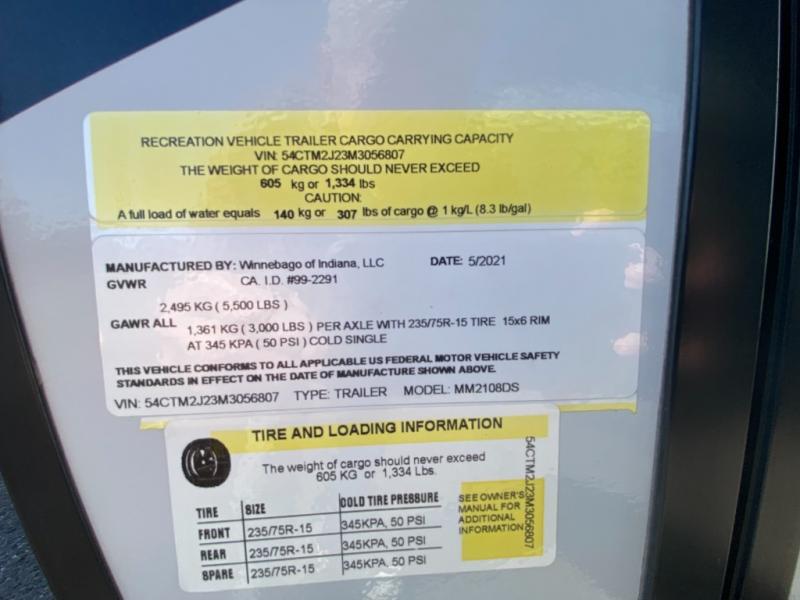 RECREATION VEHICLE TRAILER CARGO CARRYING CAPACITY
VIN: 54CTM2J23M3056807
THE WEIGHT OF CARGO SHOULD NEVER EXCEED
605 kg or 1,334 lbs
CAUTION:
A full load of water equals 140 kg or 307 lbs of cargo @ 1 kg/L (8.3 lb/gal)
MANUFACTURED BY: Winnebago of Indiana, LLC DATE: 5/2021
GVWR CA. I.D. #99-2291
2,495 KG ( 5,500 LBS )
GAWR ALL 1,361 KG ( 3,000 LBS ) PER AXLE WITH 235/75R-15 TIRE 15x6 RIM
AT 345 KPA ( 50 PSI ) COLD SINGLE
THIS VEHICLE CONFORMS TO ALL APPLICABLE US FEDERAL MOTOR VEHICLE SAFETY
STANDARDS IN EFFECT ON THE DATE OF MANUFACTURE SHOWN ABOVE.
VIN: 54CTM2J23M3056807 TYPE: TRAILER MODEL: MM2108DS
TIRE AND LOADING INFORMATION
The weight of cargo should never exceed
605 KG or 1,334 Lbs.
TIRE SIZE COLD TIRE PRESSURE
FRONT 235/75R-15 345KPA, 50 PSI
REAR 235/75R-15 345KPA, 50 PSI
SPARE 235/75R-15 345KPA, 50 PSI
SEE OWNER'S
MANUAL FOR
ADDITIONAL
INFORMATION
54CTM2J23M3056807